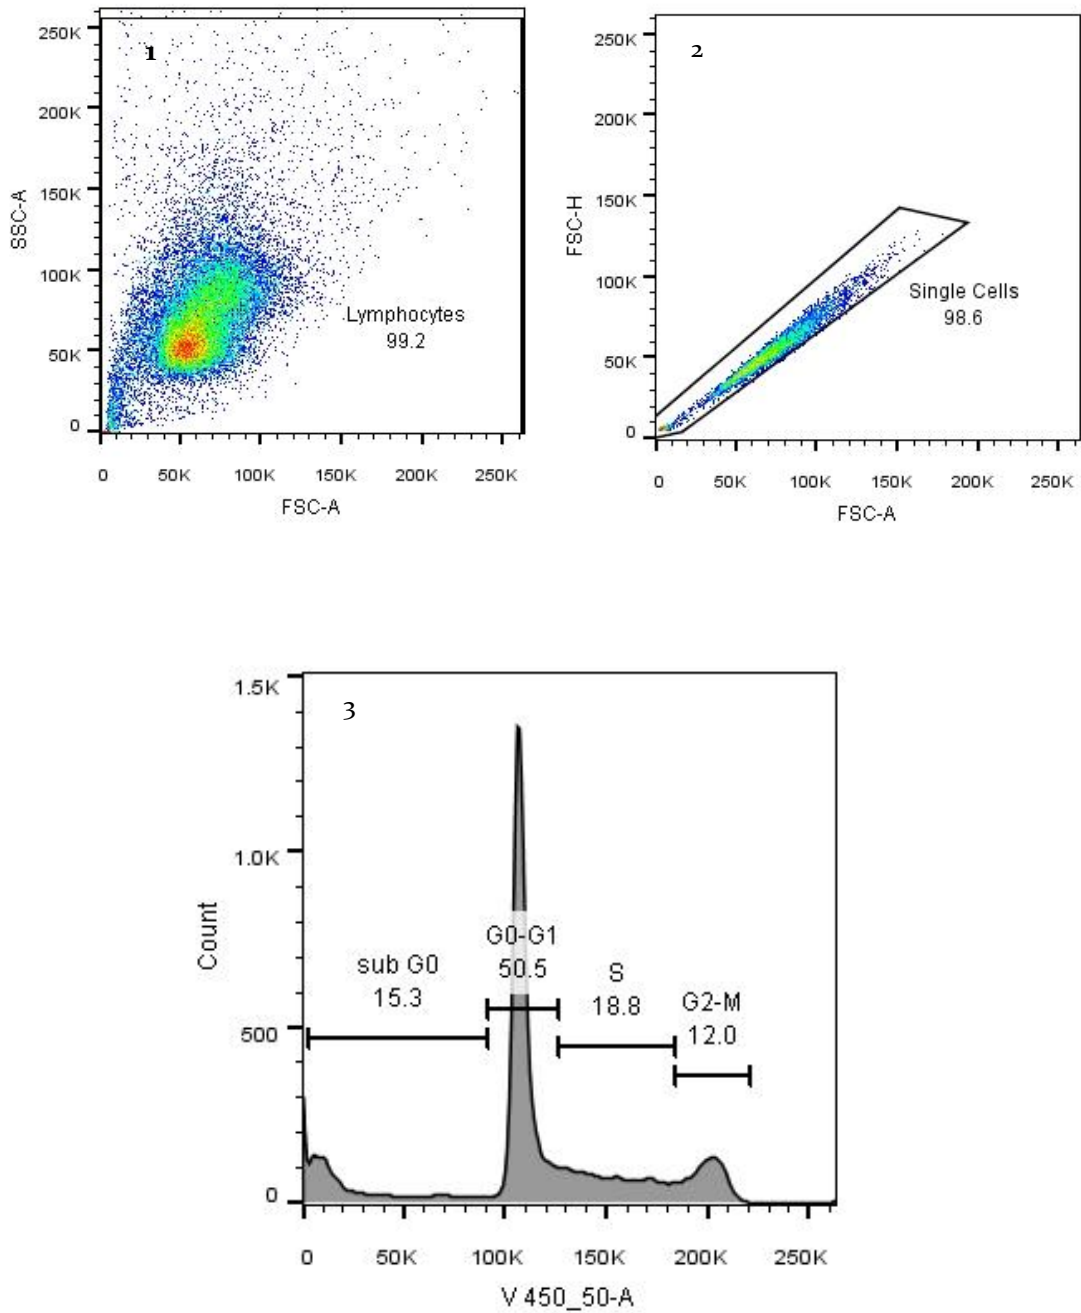 1
250K
200K
150K
100K
50K
0
SSC-A
Lymphocytes
99.2
0 50K 100K 150K 200K 250K
FSC-A
2
250K
200K
150K
100K
50K
0
FSC-H
Single Cells
98.6
0 50K 100K 150K 200K 250K
FSC-A
3
1.5K
1.0K
500
0
Count
sub G0
15.3
G0-G1
50.5
S
18.8
G2-M
12.0
0 50K 100K 150K 200K 250K
V 450_50-A